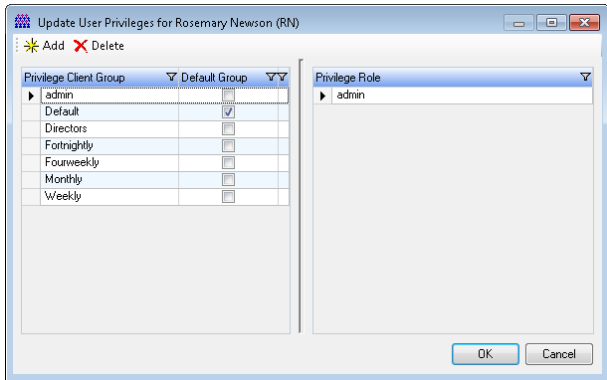 Update User Privileges for Rosemary Newson (RN)
Add Delete
Privilege Client Group Default Group
admin
Default
Directors
Fortnightly
Fourweekly
Monthly
Weekly
Privilege Role
admin
OK Cancel